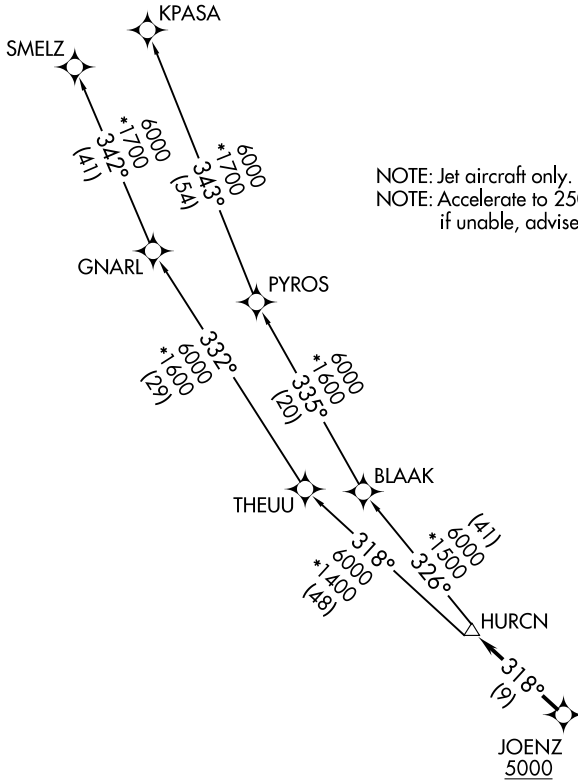 KPASA
SMELZ
6000
*1700
342°
(41)
6000
*1700
343°
(54)
NOTE: Jet aircraft only.
NOTE: Accelerate to 250
if unable, advise
GNARL
PYROS
332°
6000
*1600
(29)
6000
*1600
335°
(20)
BLAAK
THEUU
(41)
6000
*1500
326°
318°
6000
*1400
(48)
HURCN
318°
(9)
JOENZ
5000